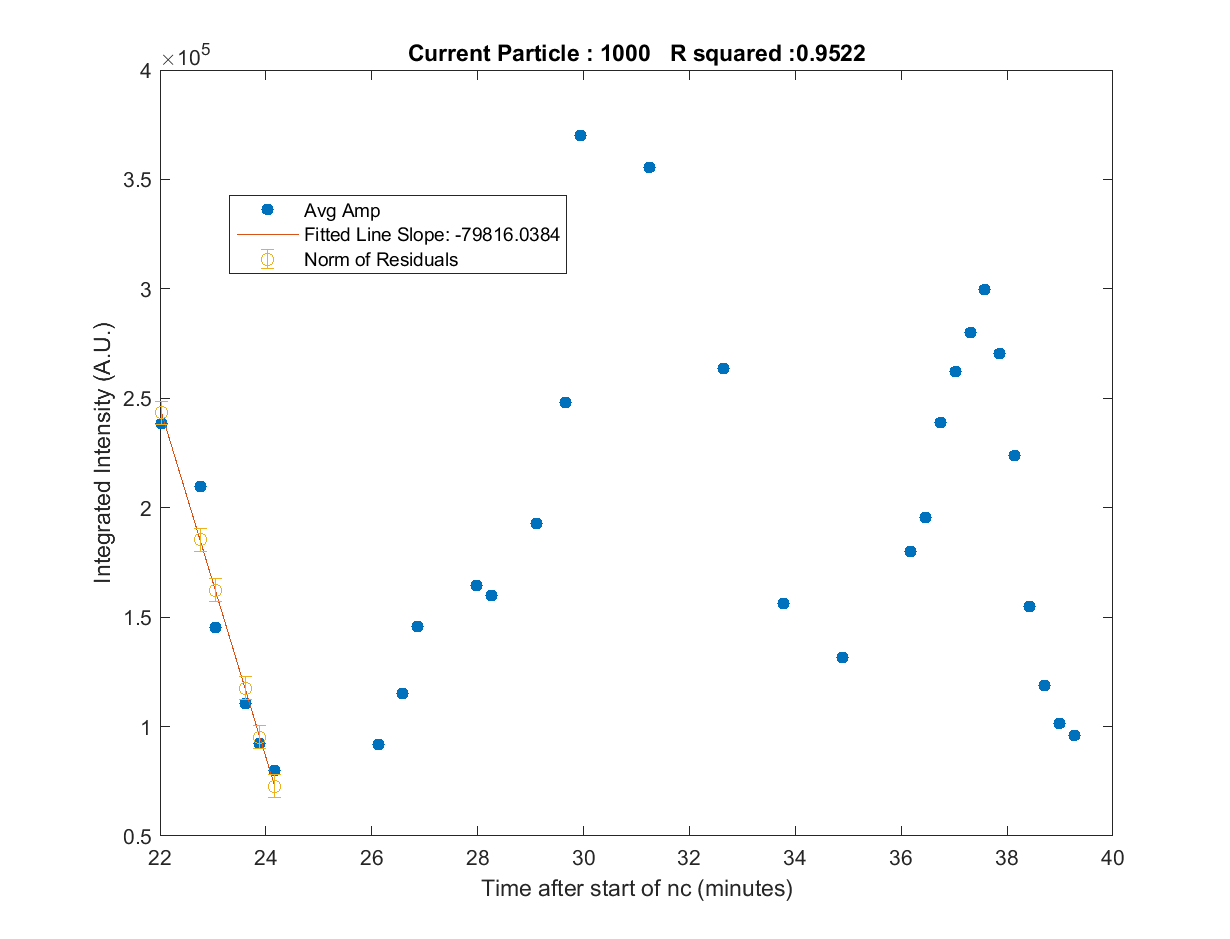 Current Particle : 1000 R squared :0.9522
×10^5
4
3.5
3
2.5
2
1.5
1
0.5
Integrated Intensity (A.U.)
Avg Amp
Fitted Line Slope: -79816.0384
Norm of Residuals
22 24 26 28 30 32 34 36 38 40
Time after start of nc (minutes)